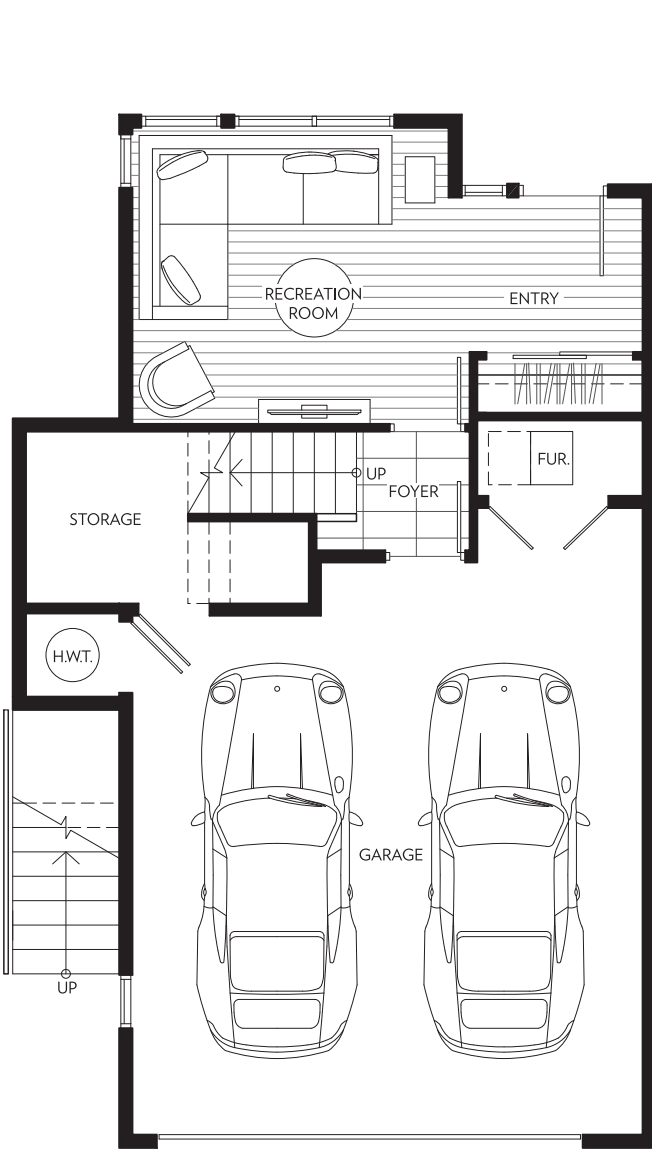 RECREATION
ROOM
ENTRY
FUR.
UP
FOYER
STORAGE
H.W.T.
GARAGE
UP